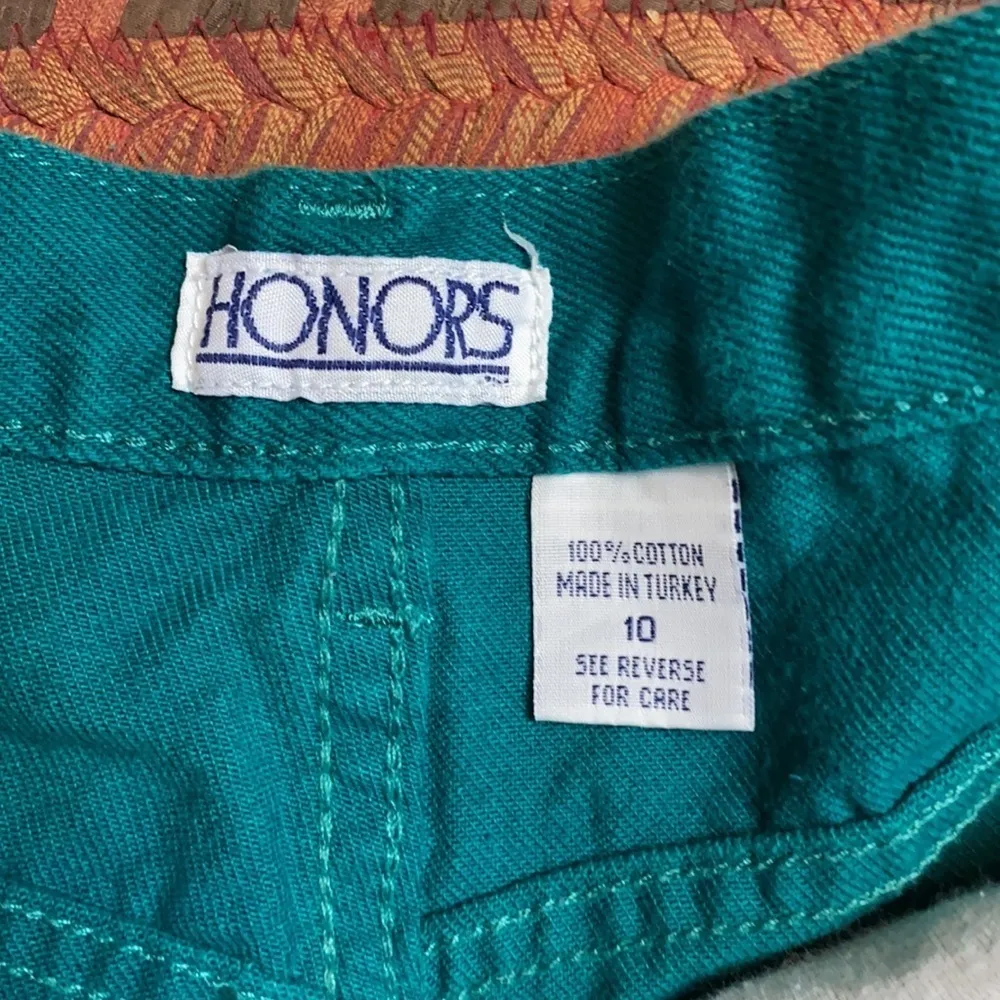 HONORS
100% COTTON
MADE IN TURKEY
10
SEE REVERSE
FOR CARE